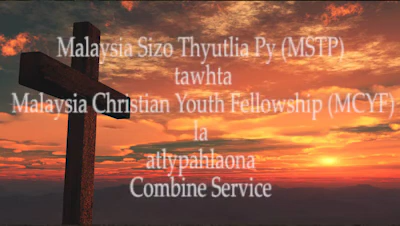 Malaysia Sizo Thyutlia Py (MSTP)
tawhta
Malaysia Christian Youth Fellowship (MCYF)
la
atlypahlaona
Combine Service